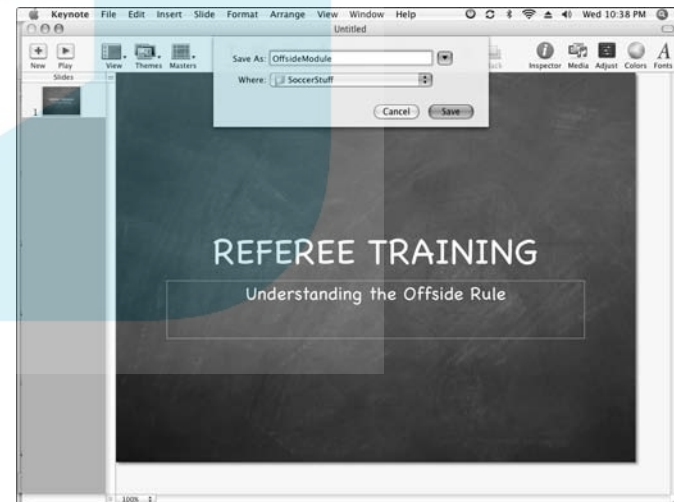 Keynote File Edit Insert Slide Format Arrange View Window Help Wed 10:38 PM
Untitled
New Play View Themes Masters Inspector Media Adjust Colors Fonts
Slides
Save As: OffsideModule
Where: SoccerStuff
Cancel Save
1
REFEREE TRAINING
Understanding the Offside Rule
100%